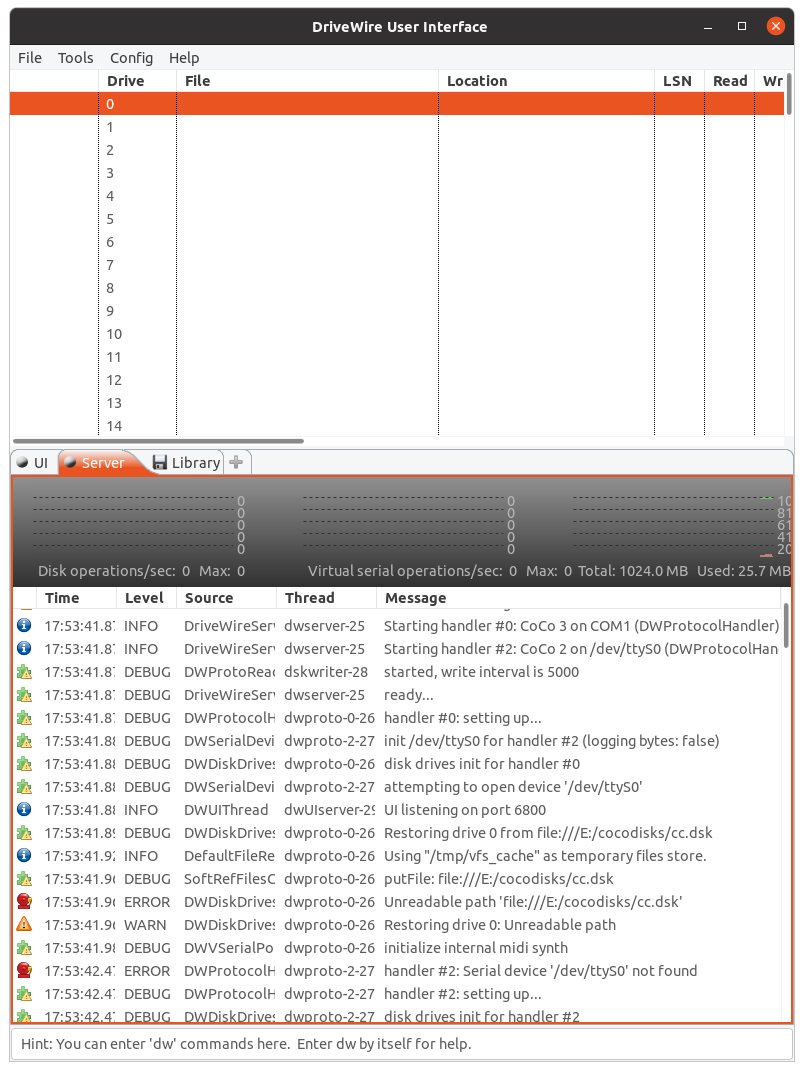 DriveWire User Interface
File Tools Config Help
Drive File Location LSN Read Wr
0
1
2
3
4
5
6
7
8
9
10
11
12
13
14
UI Server Library
0 0 10
0 0 81
0 0 61
0 0 41
0 0 20
Disk operations/sec: 0 Max: 0 Virtual serial operations/sec: 0 Max: 0 Total: 1024.0 MB Used: 25.7 MB
Time Level Source Thread Message
17:53:41.87 INFO DriveWireServ dwserver-25 Starting handler #0: CoCo 3 on COM1 (DWProtocolHandler)
17:53:41.87 INFO DriveWireServ dwserver-25 Starting handler #2: CoCo 2 on /dev/ttyS0 (DWProtocolHan
17:53:41.87 DEBUG DWProtoReac dskwriter-28 started, write interval is 5000
17:53:41.87 DEBUG DriveWireServ dwserver-25 ready...
17:53:41.87 DEBUG DWProtocolH dwproto-0-26 handler #0: setting up...
17:53:41.88 DEBUG DWSerialDevi dwproto-2-27 init /dev/ttyS0 for handler #2 (logging bytes: false)
17:53:41.88 DEBUG DWDiskDrives dwproto-0-26 disk drives init for handler #0
17:53:41.88 DEBUG DWSerialDevi dwproto-2-27 attempting to open device '/dev/ttyS0'
17:53:41.88 INFO DWUIThread dwUIserver-29 UI listening on port 6800
17:53:41.89 DEBUG DWDiskDrives dwproto-0-26 Restoring drive 0 from file:///E:/cocodisks/cc.dsk
17:53:41.92 INFO DefaultFileRe dwproto-0-26 Using "/tmp/vfs_cache" as temporary files store.
17:53:41.96 DEBUG SoftRefFilesC dwproto-0-26 putFile: file:///E:/cocodisks/cc.dsk
17:53:41.96 ERROR DWDiskDrives dwproto-0-26 Unreadable path 'file:///E:/cocodisks/cc.dsk'
17:53:41.96 WARN DWDiskDrives dwproto-0-26 Restoring drive 0: Unreadable path
17:53:41.98 DEBUG DWVSerialPo dwproto-0-26 initialize internal midi synth
17:53:42.47 ERROR DWProtocolH dwproto-2-27 handler #2: Serial device '/dev/ttyS0' not found
17:53:42.47 DEBUG DWProtocolH dwproto-2-27 handler #2: setting up...
17:53:42.47 DEBUG DWDiskDrives dwproto-2-27 disk drives init for handler #2
Hint: You can enter 'dw' commands here. Enter dw by itself for help.